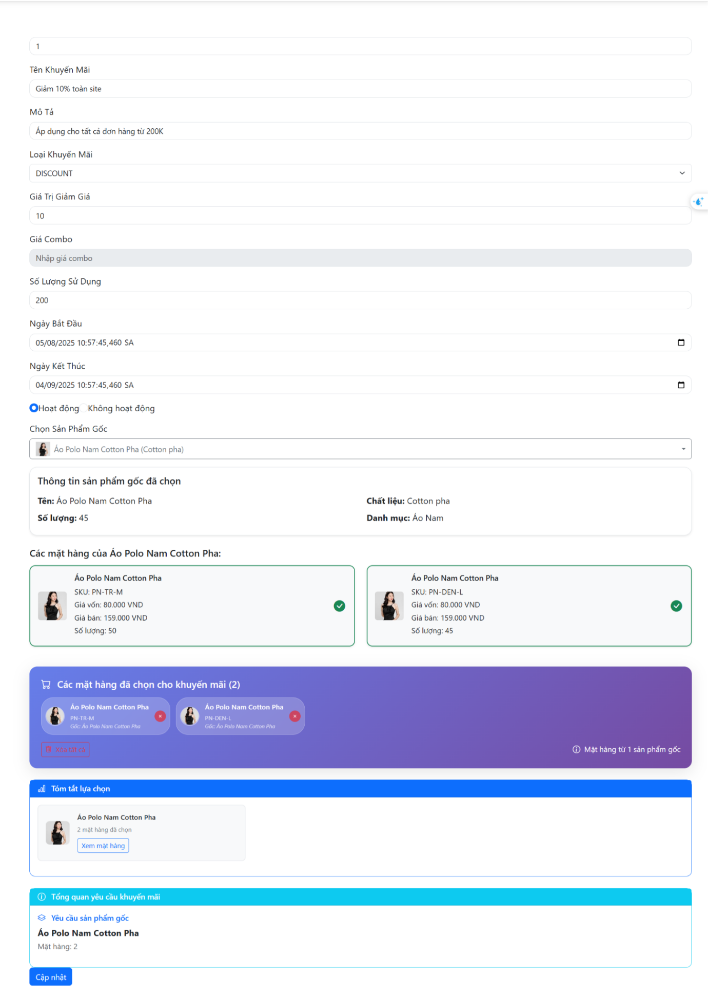 1
Tên Khuyến Mãi
Giảm 10% toàn site
Mô Tả
Áp dụng cho tất cả đơn hàng từ 200K
Loại Khuyến Mãi
DISCOUNT
Giá Trị Giảm Giá
10
Giá Combo
Nhập giá combo
Số Lượng Sử Dụng
200
Ngày Bắt Đầu
05/08/2025 10:57:45,460 SA
Ngày Kết Thúc
04/09/2025 10:57:45,460 SA
Hoạt động Không hoạt động
Chọn Sản Phẩm Gốc
Áo Polo Nam Cotton Pha (Cotton pha)
Thông tin sản phẩm gốc đã chọn
Tên: Áo Polo Nam Cotton Pha
Chất liệu: Cotton pha
Số lượng: 45
Danh mục: Áo Nam
Các mặt hàng của Áo Polo Nam Cotton Pha:
Áo Polo Nam Cotton Pha
SKU: PN-TR-M
Giá vốn: 80.000 VND
Giá bán: 159.000 VND
Số lượng: 50
Áo Polo Nam Cotton Pha
SKU: PN-DEN-L
Giá vốn: 80.000 VND
Giá bán: 159.000 VND
Số lượng: 45
Các mặt hàng đã chọn cho khuyến mãi (2)
Áo Polo Nam Cotton Pha
PN-TR-M
Gốc: Áo Polo Nam Cotton Pha
Áo Polo Nam Cotton Pha
PN-DEN-L
Gốc: Áo Polo Nam Cotton Pha
Xóa tất cả
Mặt hàng từ 1 sản phẩm gốc
Tóm tắt lựa chọn
Áo Polo Nam Cotton Pha
2 mặt hàng đã chọn
Xem mặt hàng
Tổng quan yêu cầu khuyến mãi
Yêu cầu sản phẩm gốc
Áo Polo Nam Cotton Pha
Mặt hàng: 2
Cập nhật